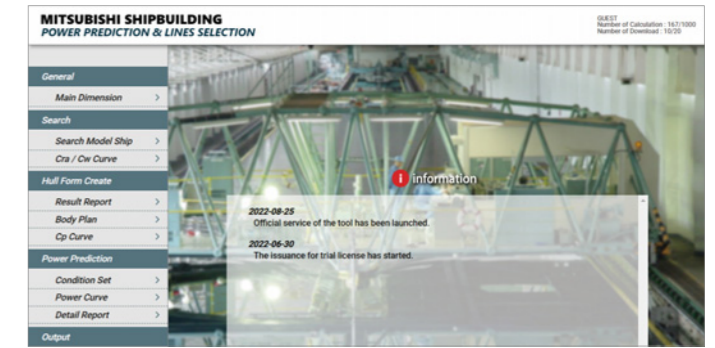 MITSUBISHI SHIPBUILDING
POWER PREDICTION & LINES SELECTION
GUEST
Number of Calculation : 167/1000
Number of Download : 10/20
General
Main Dimension >
Search
Search Model Ship >
Cra / Cw Curve >
Hull Form Create
Result Report >
Body Plan >
Cp Curve >
Power Prediction
Condition Set >
Power Curve >
Detail Report >
Output
i information
2022-08-25
Official service of the tool has been launched.
2022-06-30
The issuance for trial license has started.